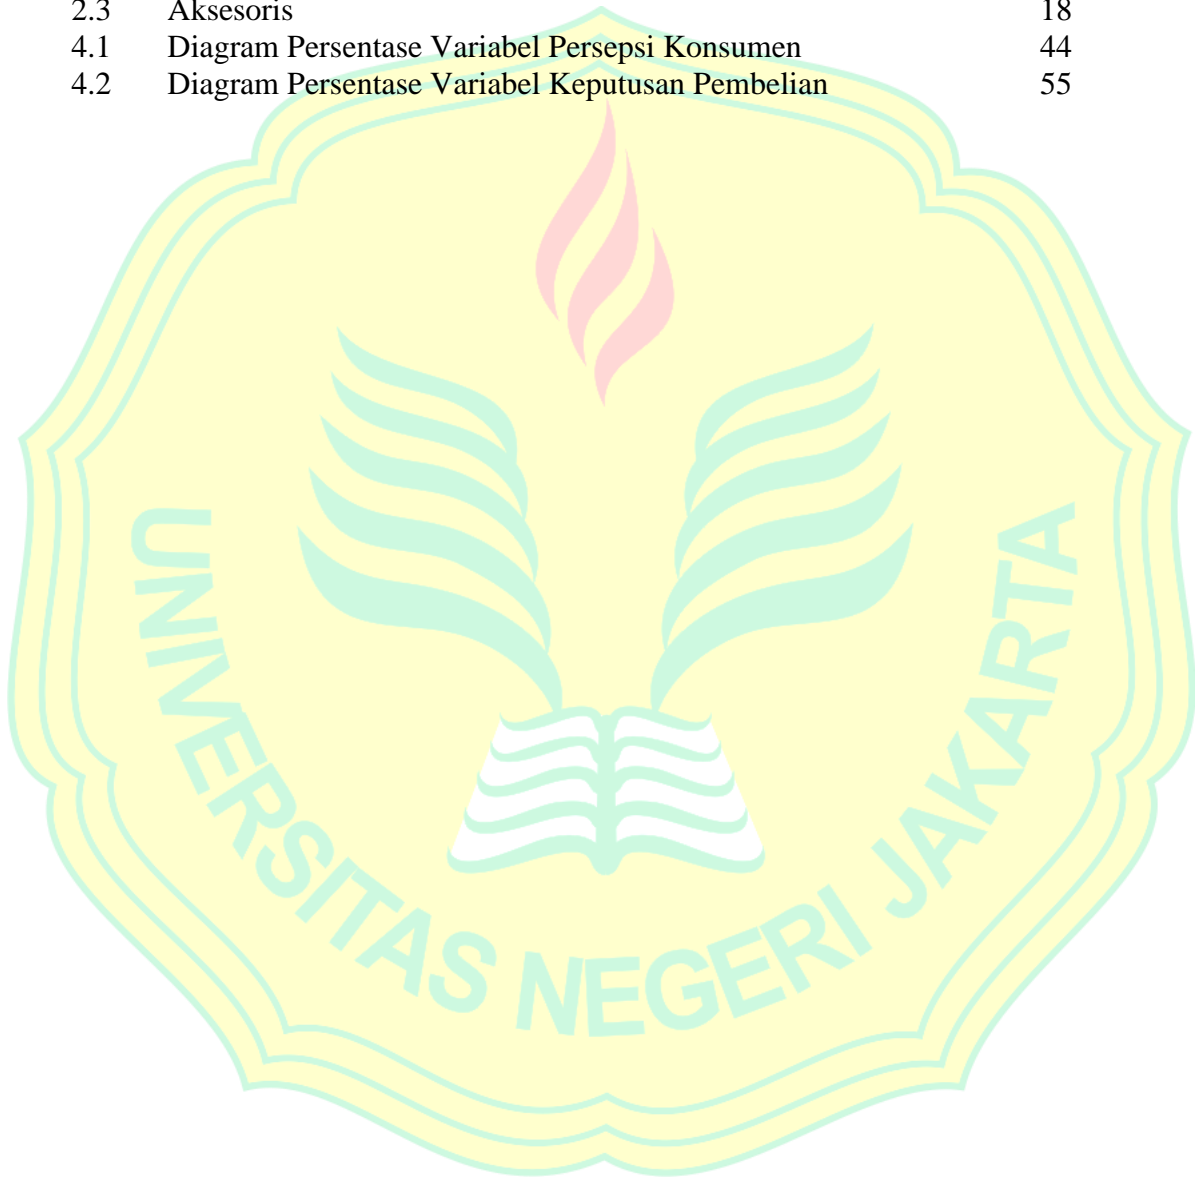 2.3 Aksesoris 18
4.1 Diagram Persentase Variabel Persepsi Konsumen 44
4.2 Diagram Persentase Variabel Keputusan Pembelian 55
UNIVERSITAS NEGERI JAKARTA